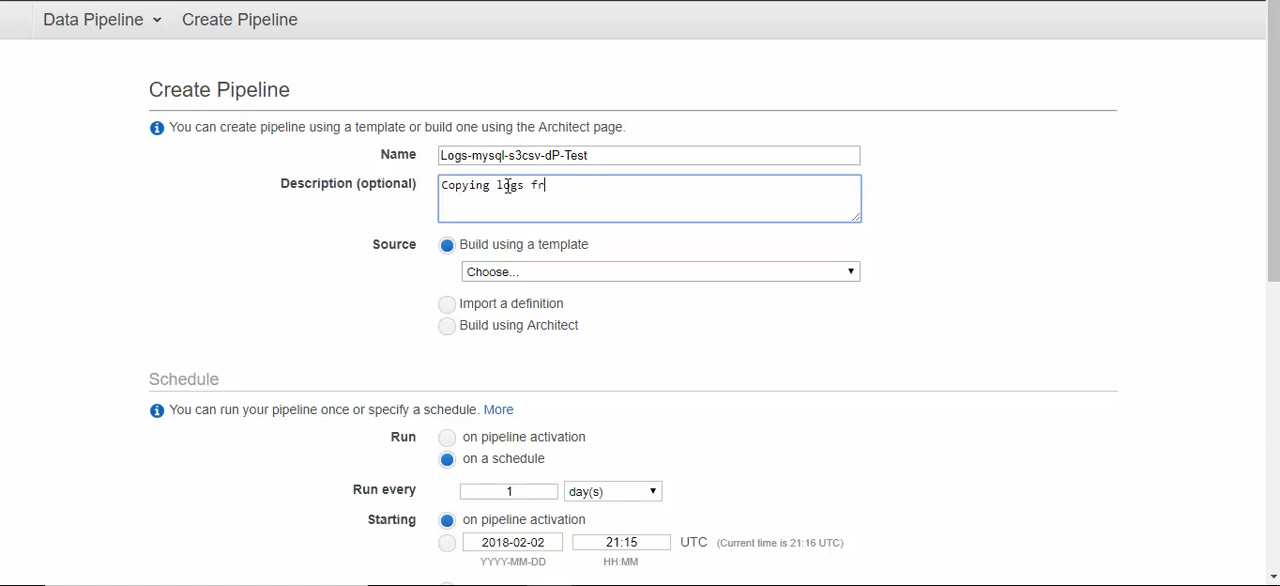 Data Pipeline Create Pipeline
Create Pipeline
You can create pipeline using a template or build one using the Architect page.
Name Logs-mysql-s3csv-dP-Test
Description (optional) Copying logs fr
Source Build using a template
Choose...
Import a definition
Build using Architect
Schedule
You can run your pipeline once or specify a schedule. More
Run on pipeline activation
on a schedule
Run every 1 day(s)
Starting on pipeline activation
2018-02-02 21:15 UTC (Current time is 21:16 UTC)
YYYY-MM-DD HH:MM